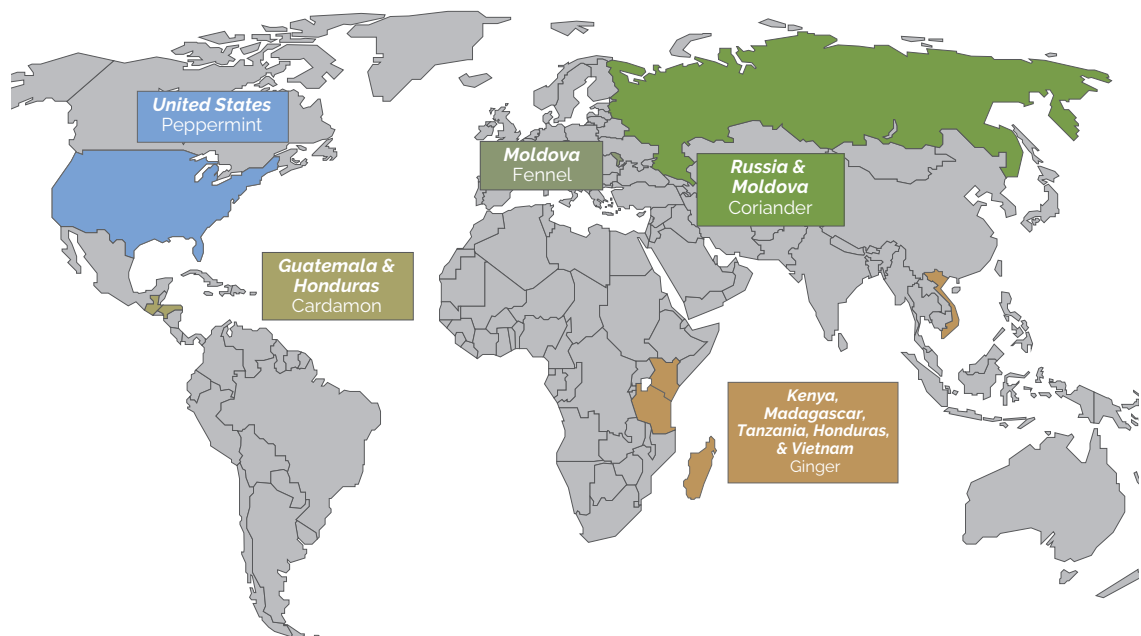 United States
Peppermint
Moldova
Fennel
Russia &
Moldova
Coriander
Guatemala &
Honduras
Cardamon
Kenya,
Madagascar,
Tanzania, Honduras,
& Vietnam
Ginger